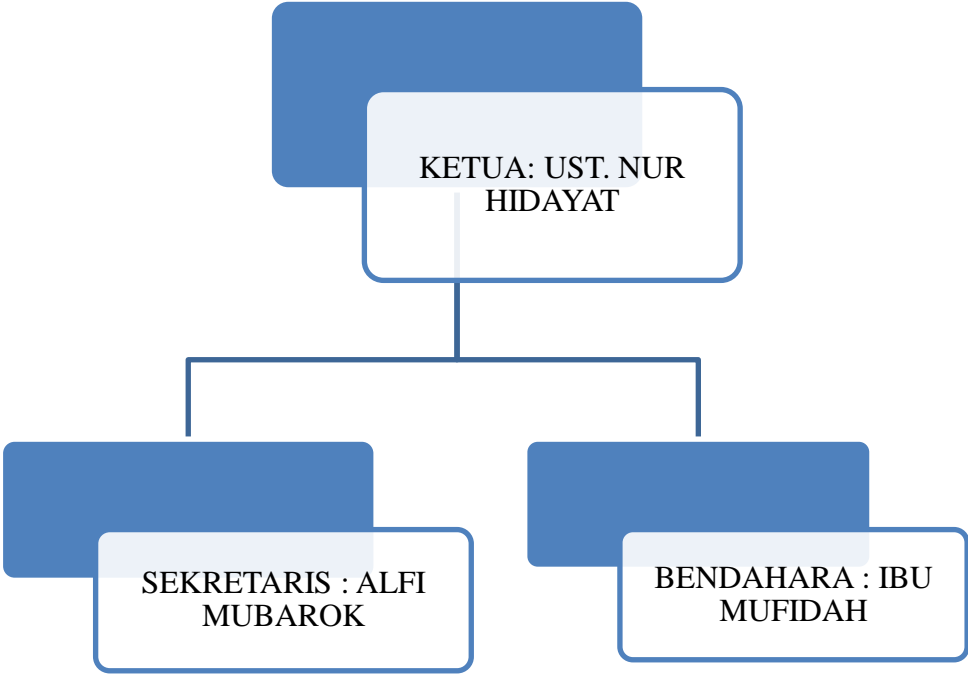 KETUA: UST. NUR
HIDAYAT
SEKRETARIS : ALFI
MUBAROK
BENDAHARA : IBU
MUFIDAH